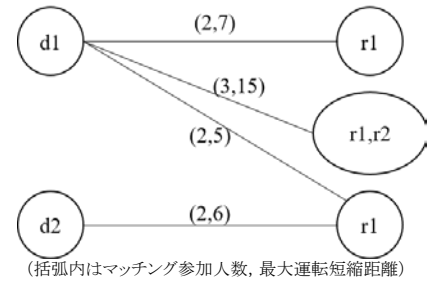 (2,7)
d1
r1
(3,15)
r1,r2
(2,5)
(2,6)
d2
r1
(括弧内はマッチング参加人数, 最大運転短縮距離)